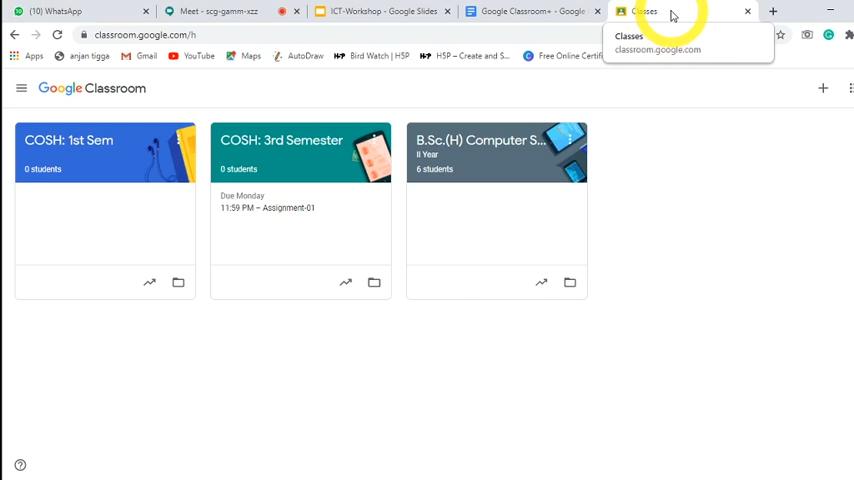 (10) WhatsApp
Meet - scg-gamm-xzz
ICT-Workshop - Google Slides
Google Classroom+ - Google
Classes
classroom.google.com/h
Classes
classroom.google.com
Apps
anjan tigga
Gmail
YouTube
Maps
AutoDraw
H-P Bird Watch | H5P
H-P H5P – Create and S...
Free Online Certifi
Google Classroom
COSH: 1st Sem
0 students
COSH: 3rd Semester
0 students
Due Monday
11:59 PM – Assignment-01
B.Sc.(H) Computer S...
II Year
6 students